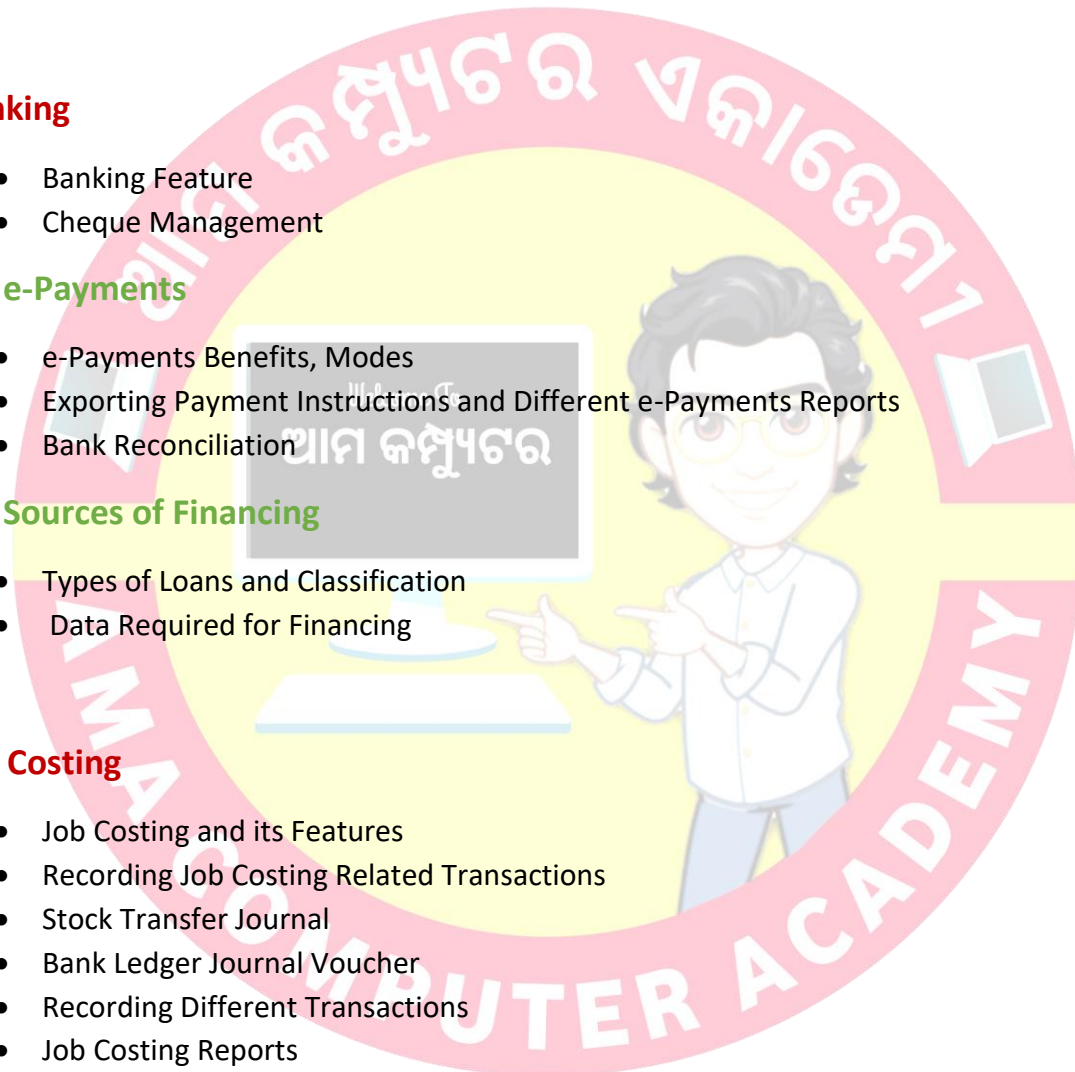 ଆମ କମ୍ପ୍ୟୁଟର ଏକାଡେମୀ
nking
• Banking Feature
• Cheque Management
e-Payments
• e-Payments Benefits, Modes
Welcome To
• Exporting Payment Instructions and Different e-Payments Reports
• Bank Reconciliation
ଆମ କମ୍ପ୍ୟୁଟର
Sources of Financing
• Types of Loans and Classification
• Data Required for Financing
Costing
• Job Costing and its Features
• Recording Job Costing Related Transactions
• Stock Transfer Journal
• Bank Ledger Journal Voucher
• Recording Different Transactions
• Job Costing Reports
AMA COMPUTER ACADEMY